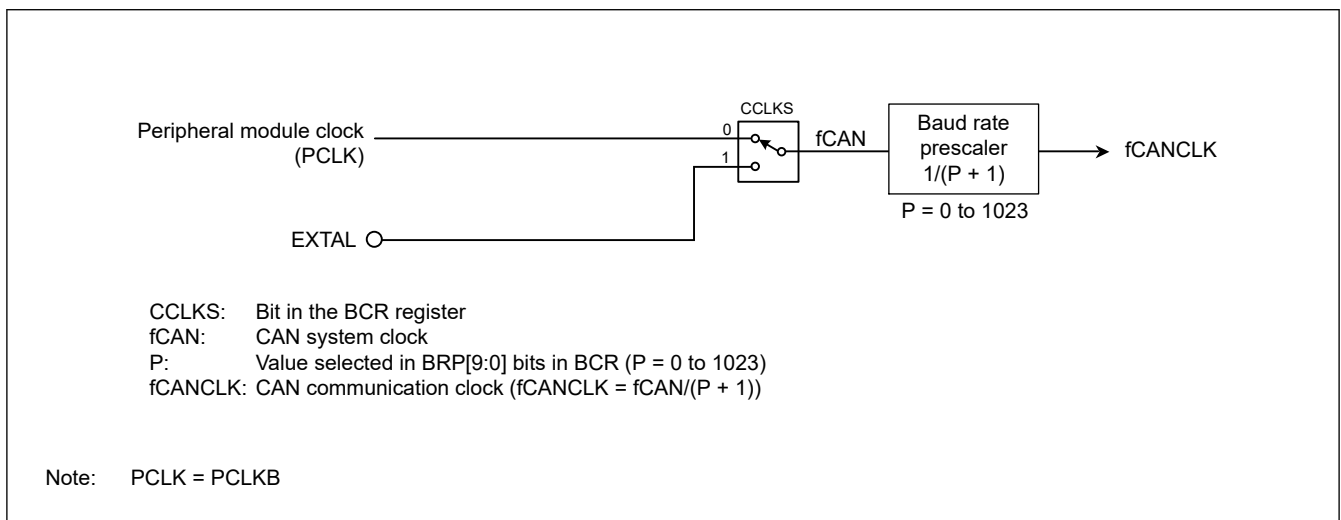 CCLKS
Peripheral module clock
(PCLK)
0
1
fCAN
Baud rate
prescaler
1/(P + 1)
fCANCLK
P = 0 to 1023
EXTAL
CCLKS: Bit in the BCR register
fCAN: CAN system clock
P: Value selected in BRP[9:0] bits in BCR (P = 0 to 1023)
fCANCLK: CAN communication clock (fCANCLK = fCAN/(P + 1))
Note: PCLK = PCLKB